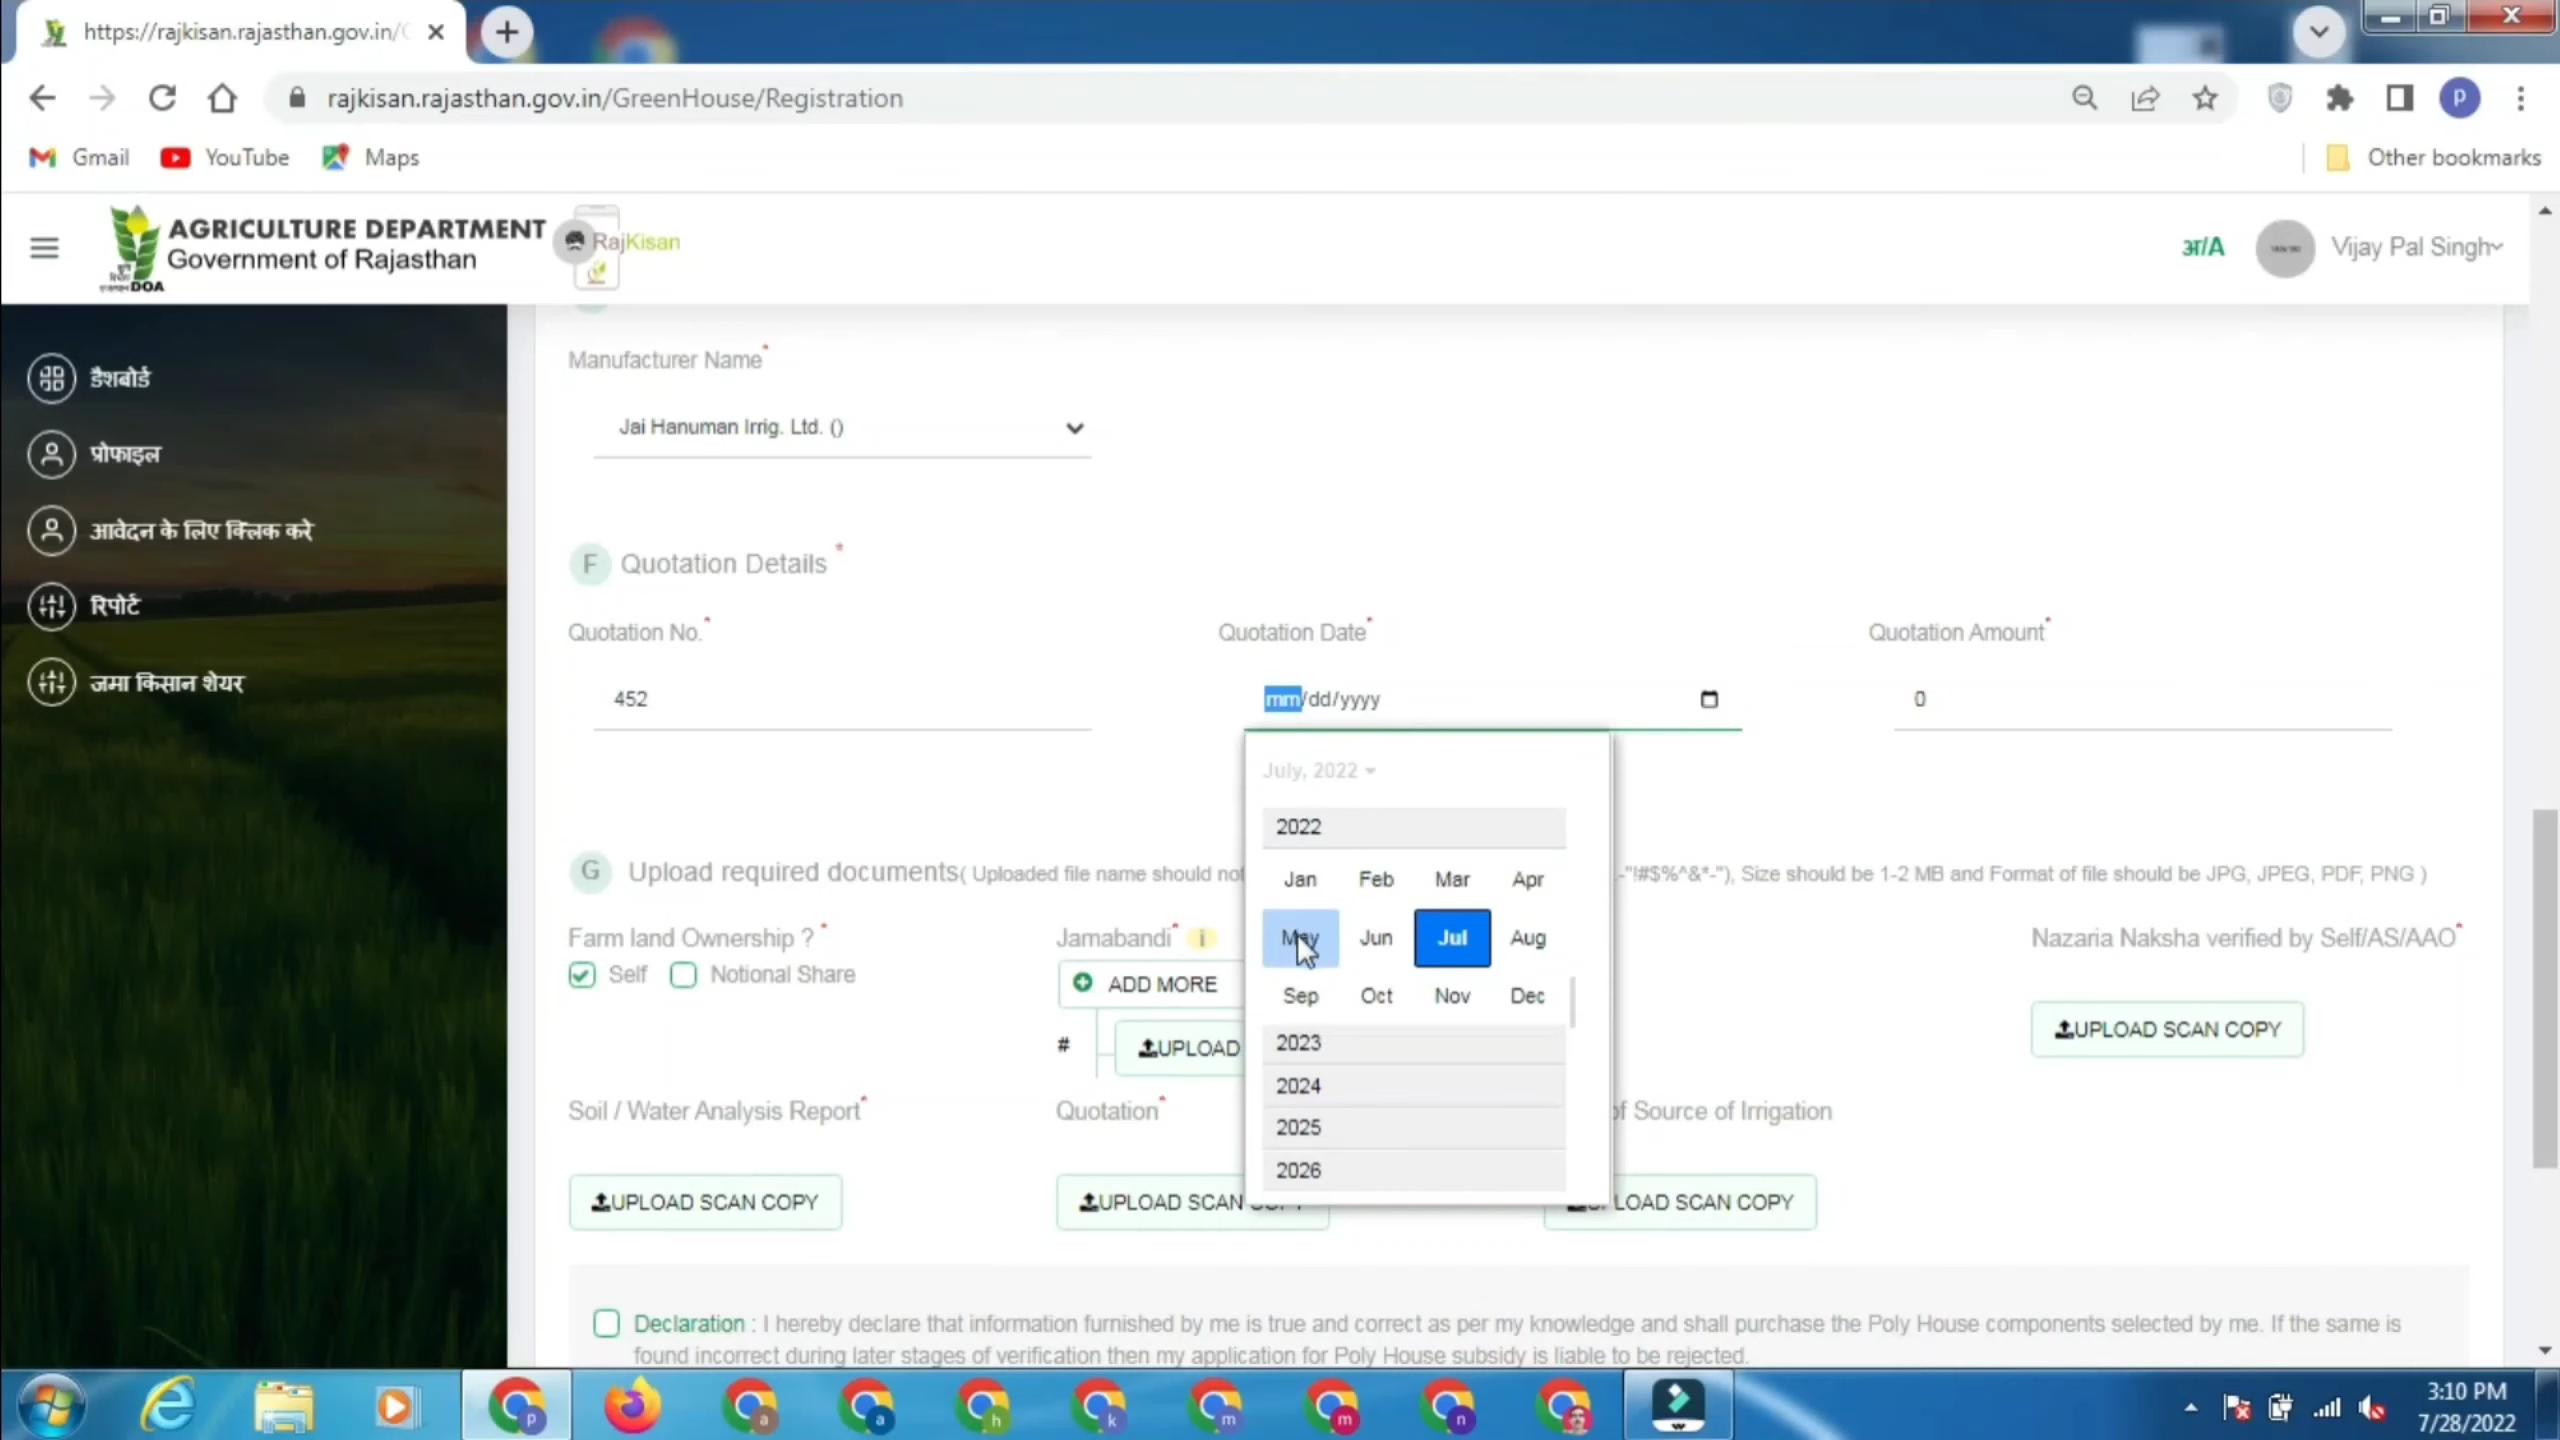 https://rajkisan.rajasthan.gov.in/
rajkisan.rajasthan.gov.in/GreenHouse/Registration
P
Gmail
YouTube
Maps
Other bookmarks
AGRICULTURE DEPARTMENT
Government of Rajasthan
DOA
RajKisan
अ/A
Vijay Pal Singh
डैशबोर्ड
प्रोफाइल
आवेदन के लिए क्लिक करे
रिपोर्ट
जमा किसान शेयर
Manufacturer Name*
Jai Hanuman Irrig. Ltd. ()
F Quotation Details *
Quotation No.*
Quotation Date*
Quotation Amount*
452
mm/dd/yyyy
0
July, 2022
2022
Jan Feb Mar Apr
May Jun Jul Aug
Sep Oct Nov Dec
2023
2024
2025
2026
G Upload required documents( Uploaded file name should not
-"!#$%^&*-"), Size should be 1-2 MB and Format of file should be JPG, JPEG, PDF, PNG )
Farm land Ownership ? *
Self Notional Share
Jamabandi* i
ADD MORE
# UPLOAD
Nazaria Naksha verified by Self/AS/AAO*
UPLOAD SCAN COPY
Soil / Water Analysis Report*
Quotation*
of Source of Irrigation
UPLOAD SCAN COPY
UPLOAD SCAN COPY
UPLOAD SCAN COPY
Declaration : I hereby declare that information furnished by me is true and correct as per my knowledge and shall purchase the Poly House components selected by me. If the same is
found incorrect during later stages of verification then my application for Poly House subsidy is liable to be rejected.
p a a h k m m n
3:10 PM
7/28/2022